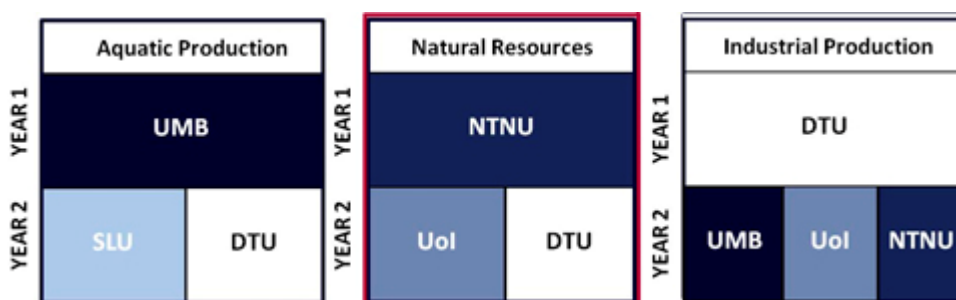 Aquatic Production
YEAR 1
UMB
YEAR 2
SLU
DTU
Natural Resources
YEAR 1
NTNU
YEAR 2
UoI
DTU
Industrial Production
YEAR 1
DTU
YEAR 2
UMB
UoI
NTNU